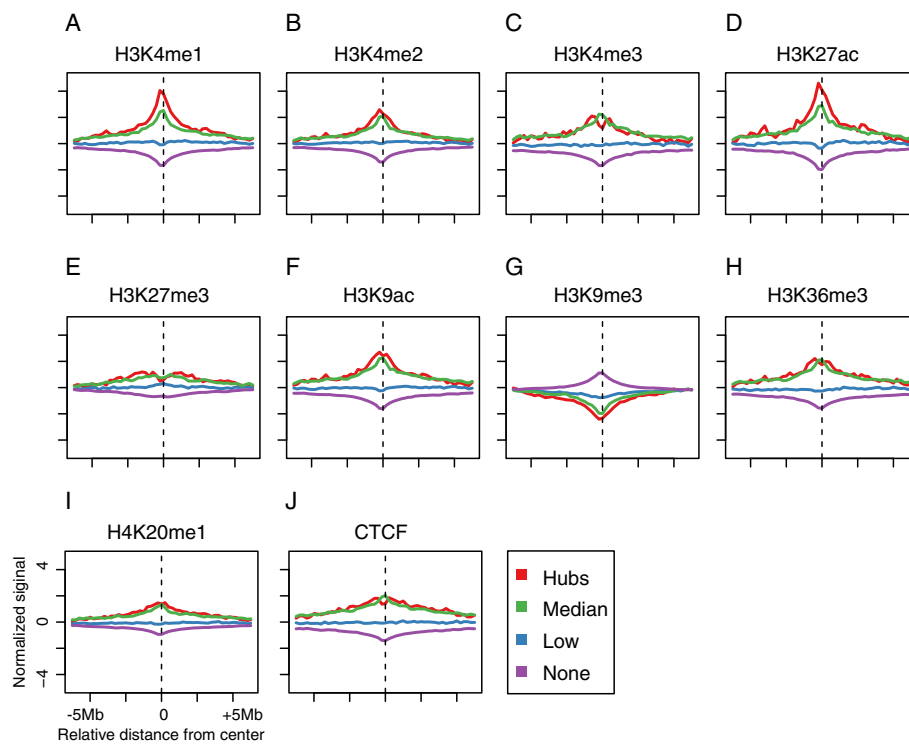 A
H3K4me1
B
H3K4me2
C
H3K4me3
D
H3K27ac
E
H3K27me3
F
H3K9ac
G
H3K9me3
H
H3K36me3
I
H4K20me1
J
CTCF
Normalized siginal
4
0
−4
-5Mb
0
+5Mb
Relative distance from center
Hubs
Median
Low
None